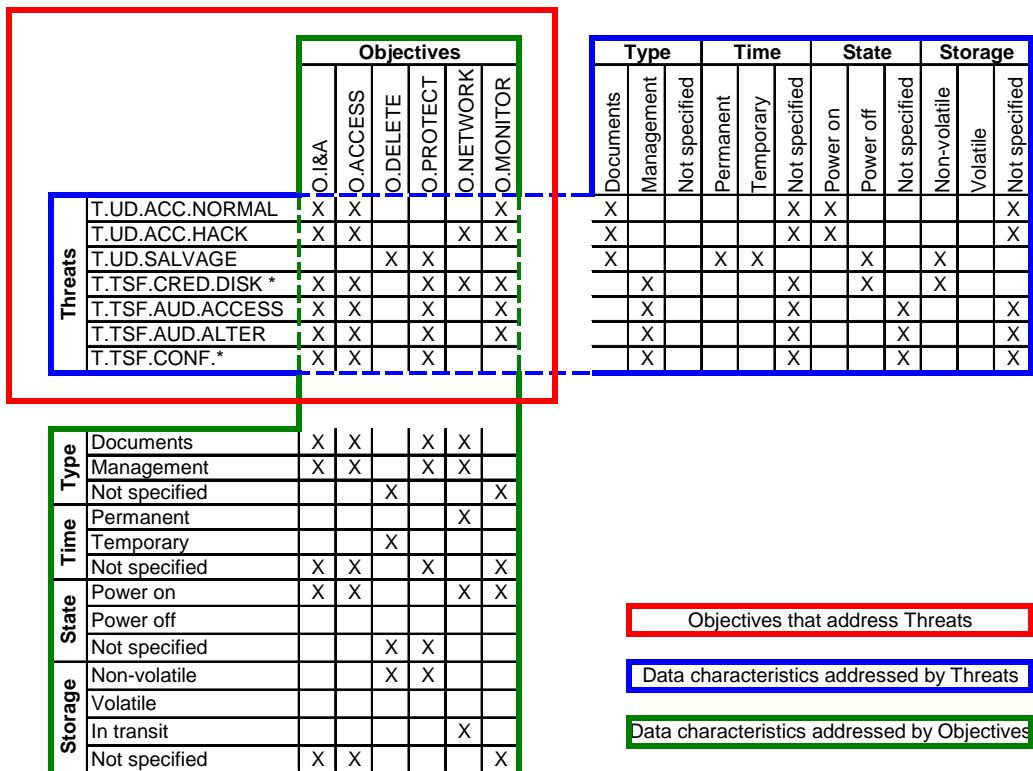 Objectives Type Time State Storage
O.I&A O.ACCESS O.DELETE O.PROTECT O.NETWORK O.MONITOR Documents Management Not specified Permanent Temporary Not specified Power on Power off Not specified Non-volatile Volatile Not specified
Threats
T.UD.ACC.NORMAL X X X X X X X
T.UD.ACC.HACK X X X X X X X X
T.UD.SALVAGE X X X X X X X
T.TSF.CRED.DISK * X X X X X X X X X
T.TSF.AUD.ACCESS X X X X X X X X
T.TSF.AUD.ALTER X X X X X X X X
T.TSF.CONF.* X X X X X X X
Type
Documents X X X X
Management X X X X
Not specified X X
Time
Permanent X
Temporary X
Not specified X X X X
State
Power on X X X X
Power off
Not specified X X
Storage
Non-volatile X X
Volatile
In transit X
Not specified X X X
Objectives that address Threats
Data characteristics addressed by Threats
Data characteristics addressed by Objectives